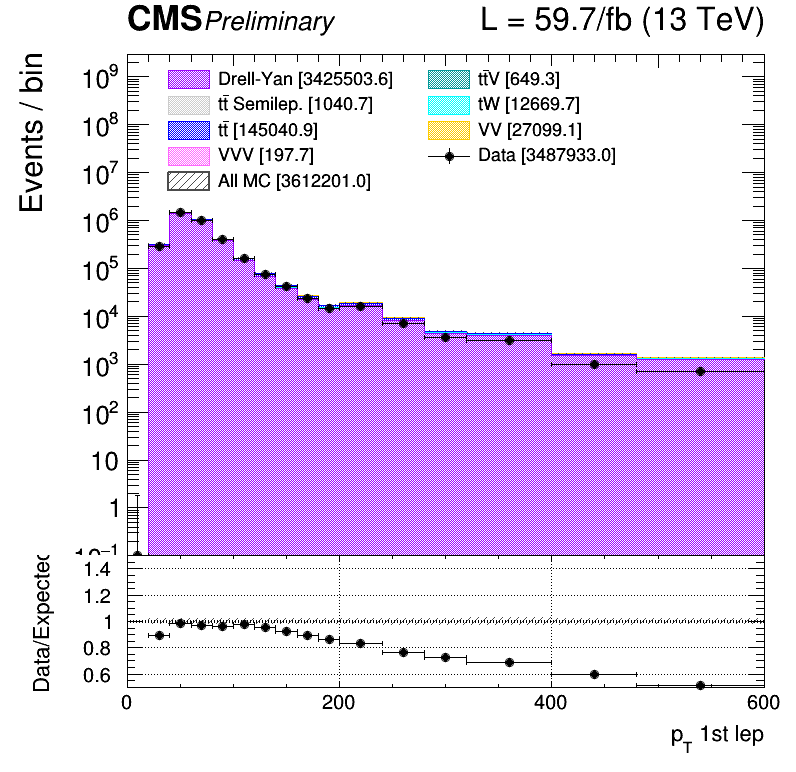 CMS Preliminary L = 59.7/fb (13 TeV)
Events / bin
Drell-Yan [3425503.6]
tt̄ Semilep. [1040.7]
tt̄ [145040.9]
VVV [197.7]
All MC [3612201.0]
tt̄V [649.3]
tW [12669.7]
VV [27099.1]
Data [3487933.0]
10⁹
10⁸
10⁷
10⁶
10⁵
10⁴
10³
10²
10
1
10⁻¹
Data/Expected
1.4
1.2
1
0.8
0.6
0 200 400 600
p_T 1st lep